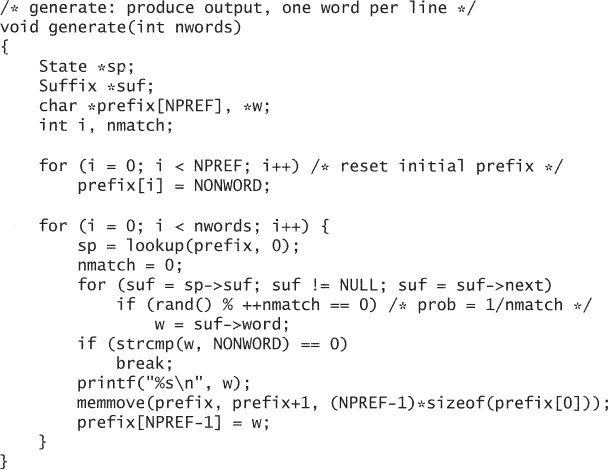 /* generate: produce output, one word per line */
void generate(int nwords)
{
    State *sp;
    Suffix *suf;
    char *prefix[NPREF], *w;
    int i, nmatch;

    for (i = 0; i < NPREF; i++) /* reset initial prefix */
        prefix[i] = NONWORD;

    for (i = 0; i < nwords; i++) {
        sp = lookup(prefix, 0);
        nmatch = 0;
        for (suf = sp->suf; suf != NULL; suf = suf->next)
            if (rand() % ++nmatch == 0) /* prob = 1/nmatch */
                w = suf->word;
        if (strcmp(w, NONWORD) == 0)
            break;
        printf("%s\n", w);
        memmove(prefix, prefix+1, (NPREF-1)*sizeof(prefix[0]));
        prefix[NPREF-1] = w;
    }
}